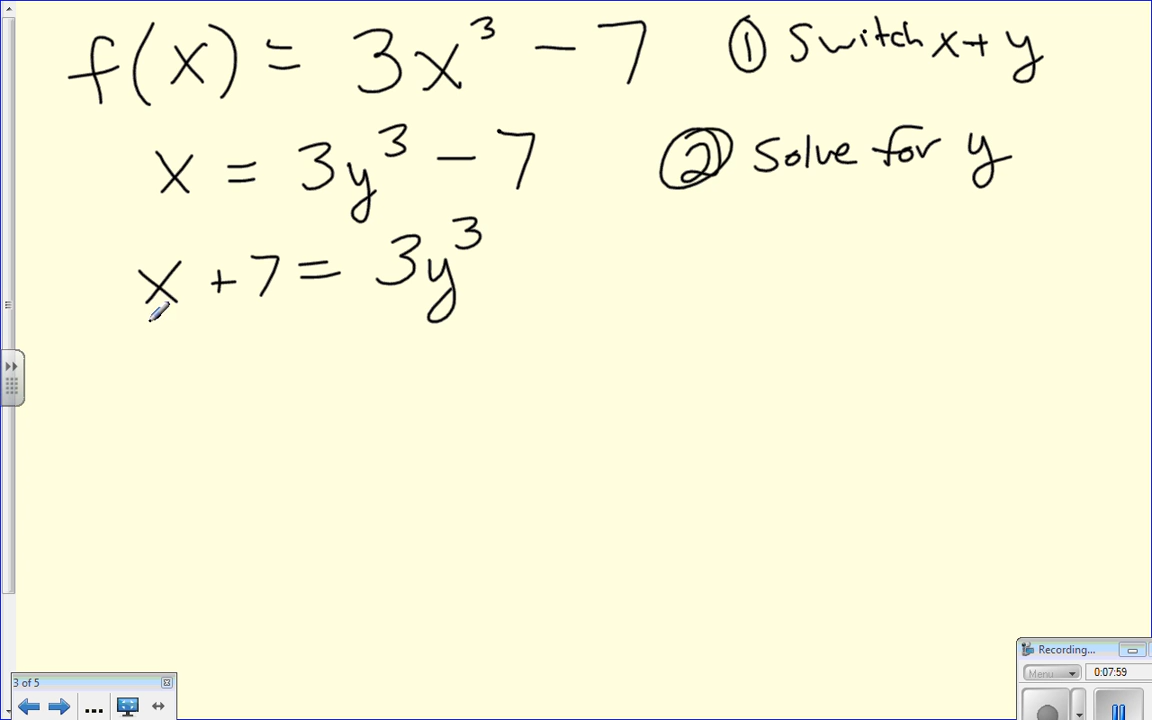 f(x) = 3x³ − 7
① Switch x + y
x = 3y³ − 7
② Solve for y
x + 7 = 3y³
Recording...
Menu
0:07:59
3 of 5
...